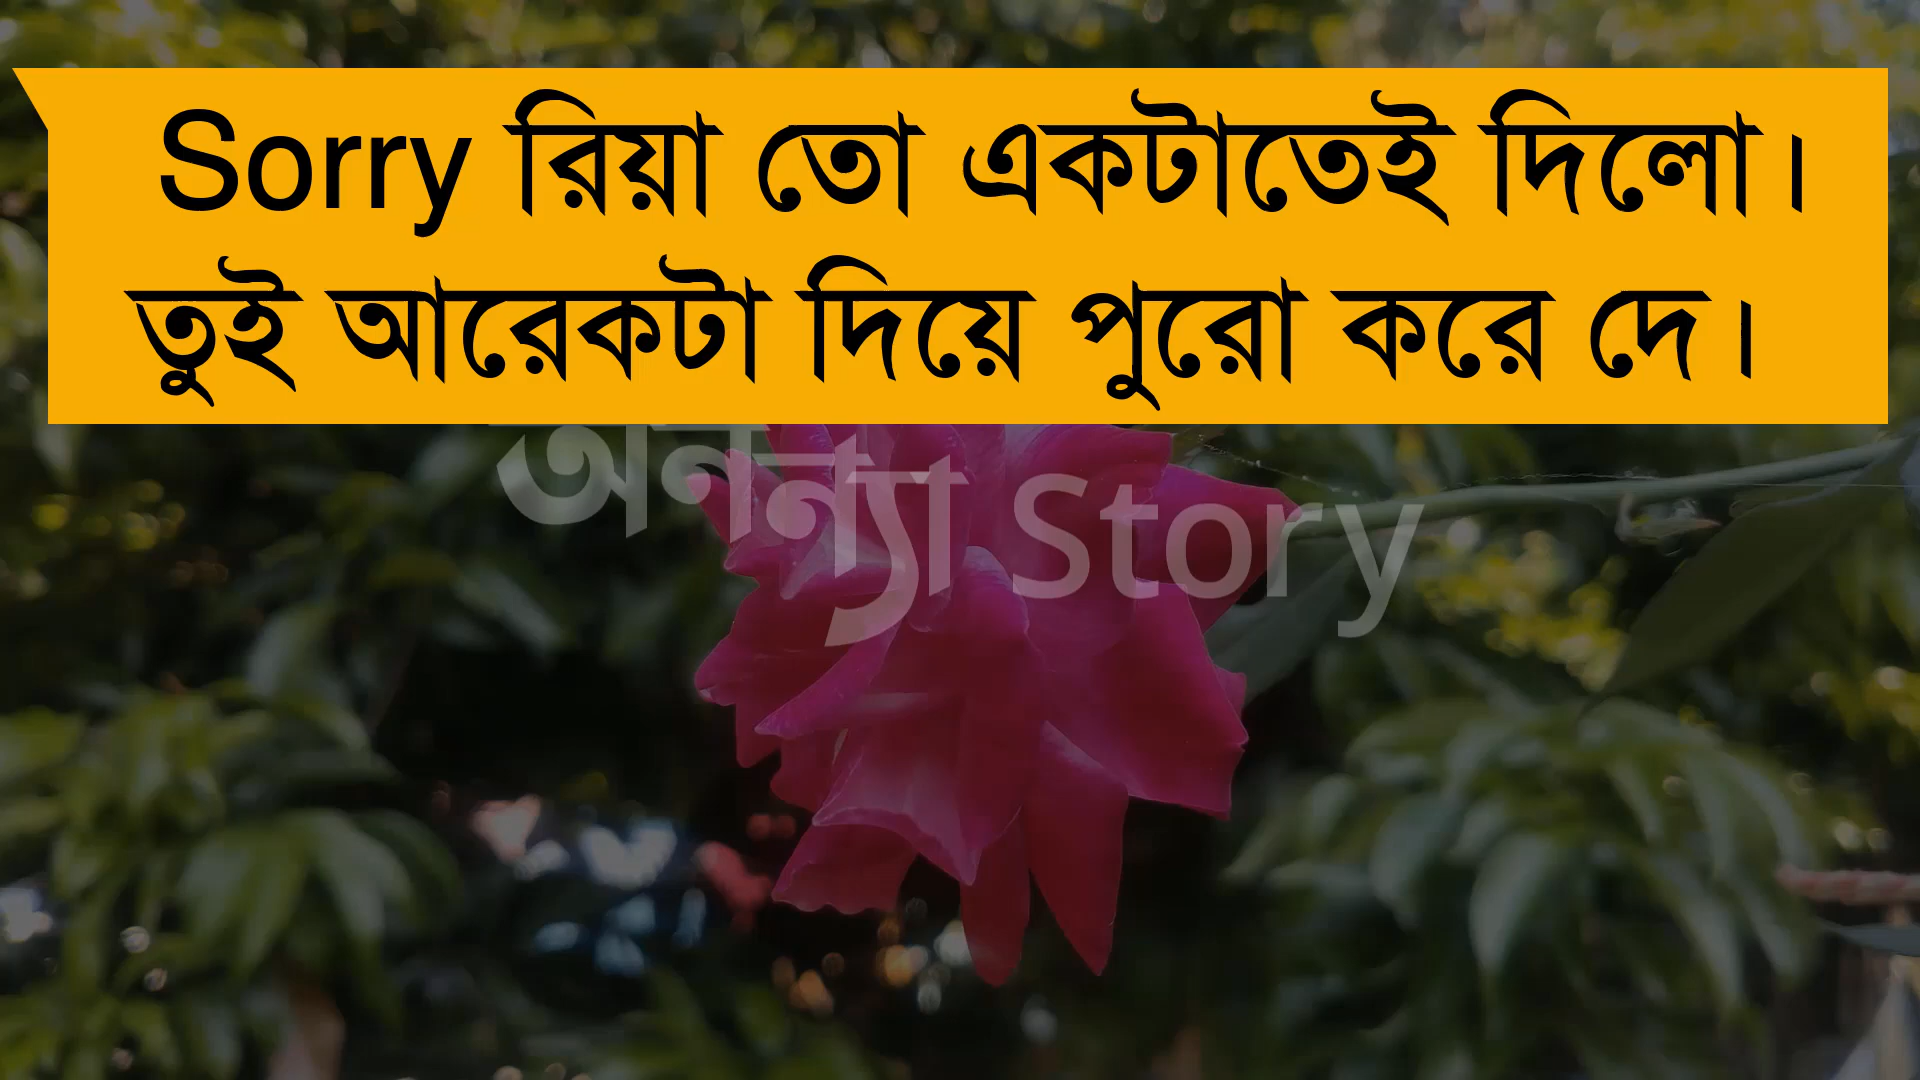 Sorry রিয়া তো একটাতেই দিলো।
তুই আরেকটা দিয়ে পুরো করে দে।
অনন্যা Story